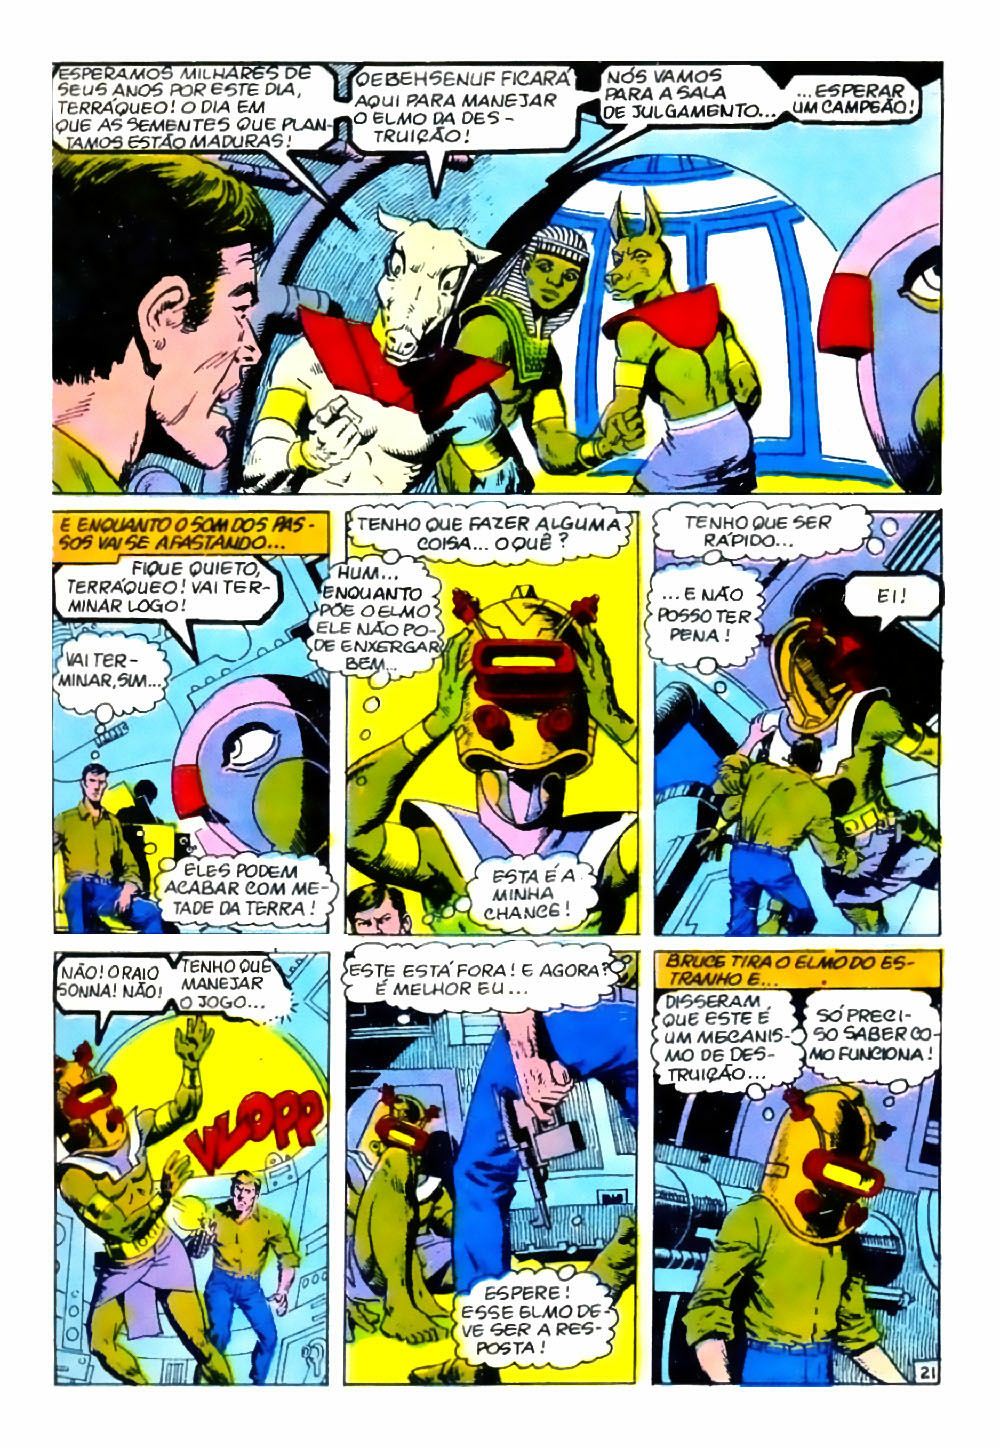 ESPERAMOS MILHARES DE
SEUS ANOS POR ESTE DIA,
TERRÁQUEO! O DIA EM
QUE AS SEMENTES QUE PLAN-
TAMOS ESTÃO MADURAS!
QEBEHSENUF FICARÁ
AQUI PARA MANEJAR
O ELMO DA DES-
TRUIÇÃO!
NÓS VAMOS
PARA A SALA
DE JULGAMENTO...
...ESPERAR
UM CAMPEÃO!
E ENQUANTO O SOM DOS PAS-
SOS VAI SE AFASTANDO...
FIQUE QUIETO,
TERRÁQUEO! VAI TER-
MINAR LOGO!
VAI TER-
MINAR, SIM...
ELES PODEM
ACABAR COM ME-
TADE DA TERRA!
TENHO QUE FAZER ALGUMA
COISA... O QUÊ?
HUM...
ENQUANTO
PÕE O ELMO
ELE NÃO PO-
DE ENXERGAR
BEM...
ESTA É A
MINHA
CHANCE!
TENHO QUE SER
RÁPIDO...
...E NÃO
POSSO TER
PENA!
EI!
NÃO! O RAIO
SONNA! NÃO!
TENHO QUE
MANEJAR
O JOGO...
VLOPP
ESTE ESTÁ FORA! E AGORA?
É MELHOR EU...
ESPERE!
ESSE ELMO DE-
VE SER A RES-
POSTA!
BRUCE TIRA O ELMO DO ES-
TRANHO E...
DISSERAM
QUE ESTE É
UM MECANIS-
MO DE DES-
TRUIÇÃO...
SÓ PRECI-
SO SABER CO-
MO FUNCIONA!
21